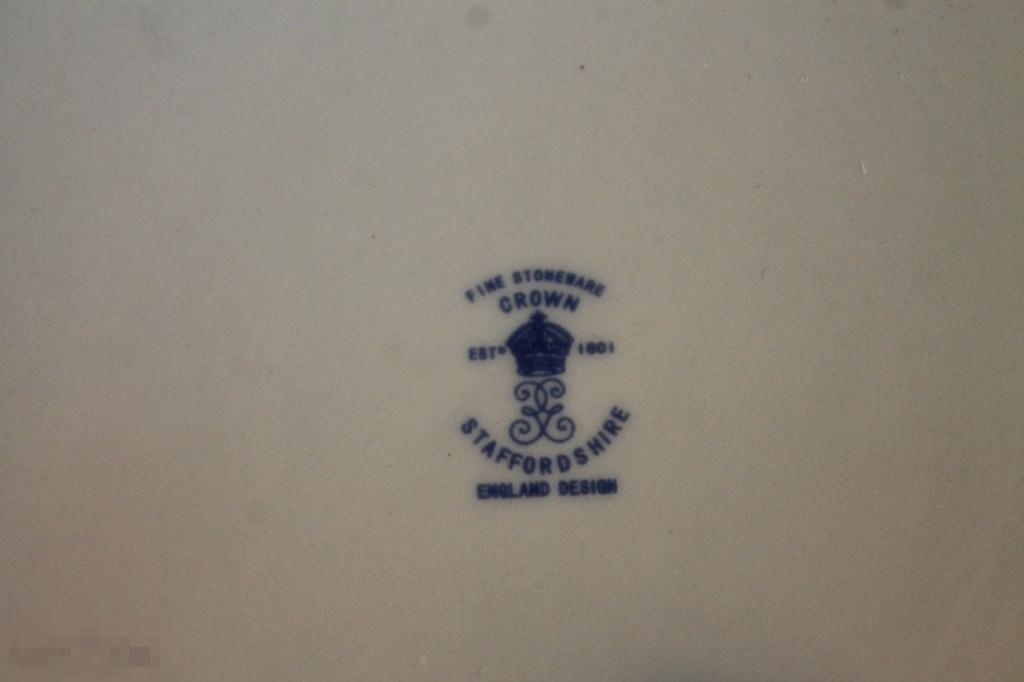 FINE STONEWARE
CROWN
ESTD 1801
STAFFORDSHIRE
ENGLAND DESIGN